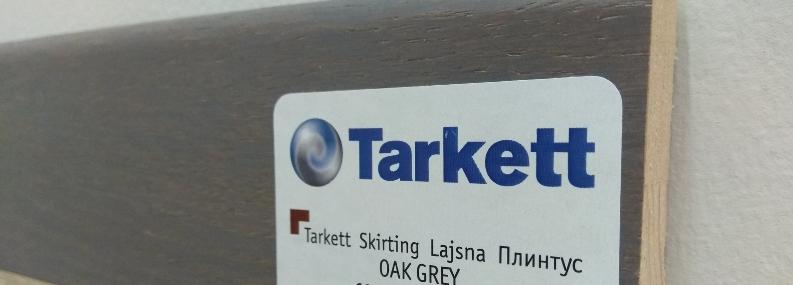 Tarkett
Tarkett Skirting Lajsna Плинтус
OAK GREY